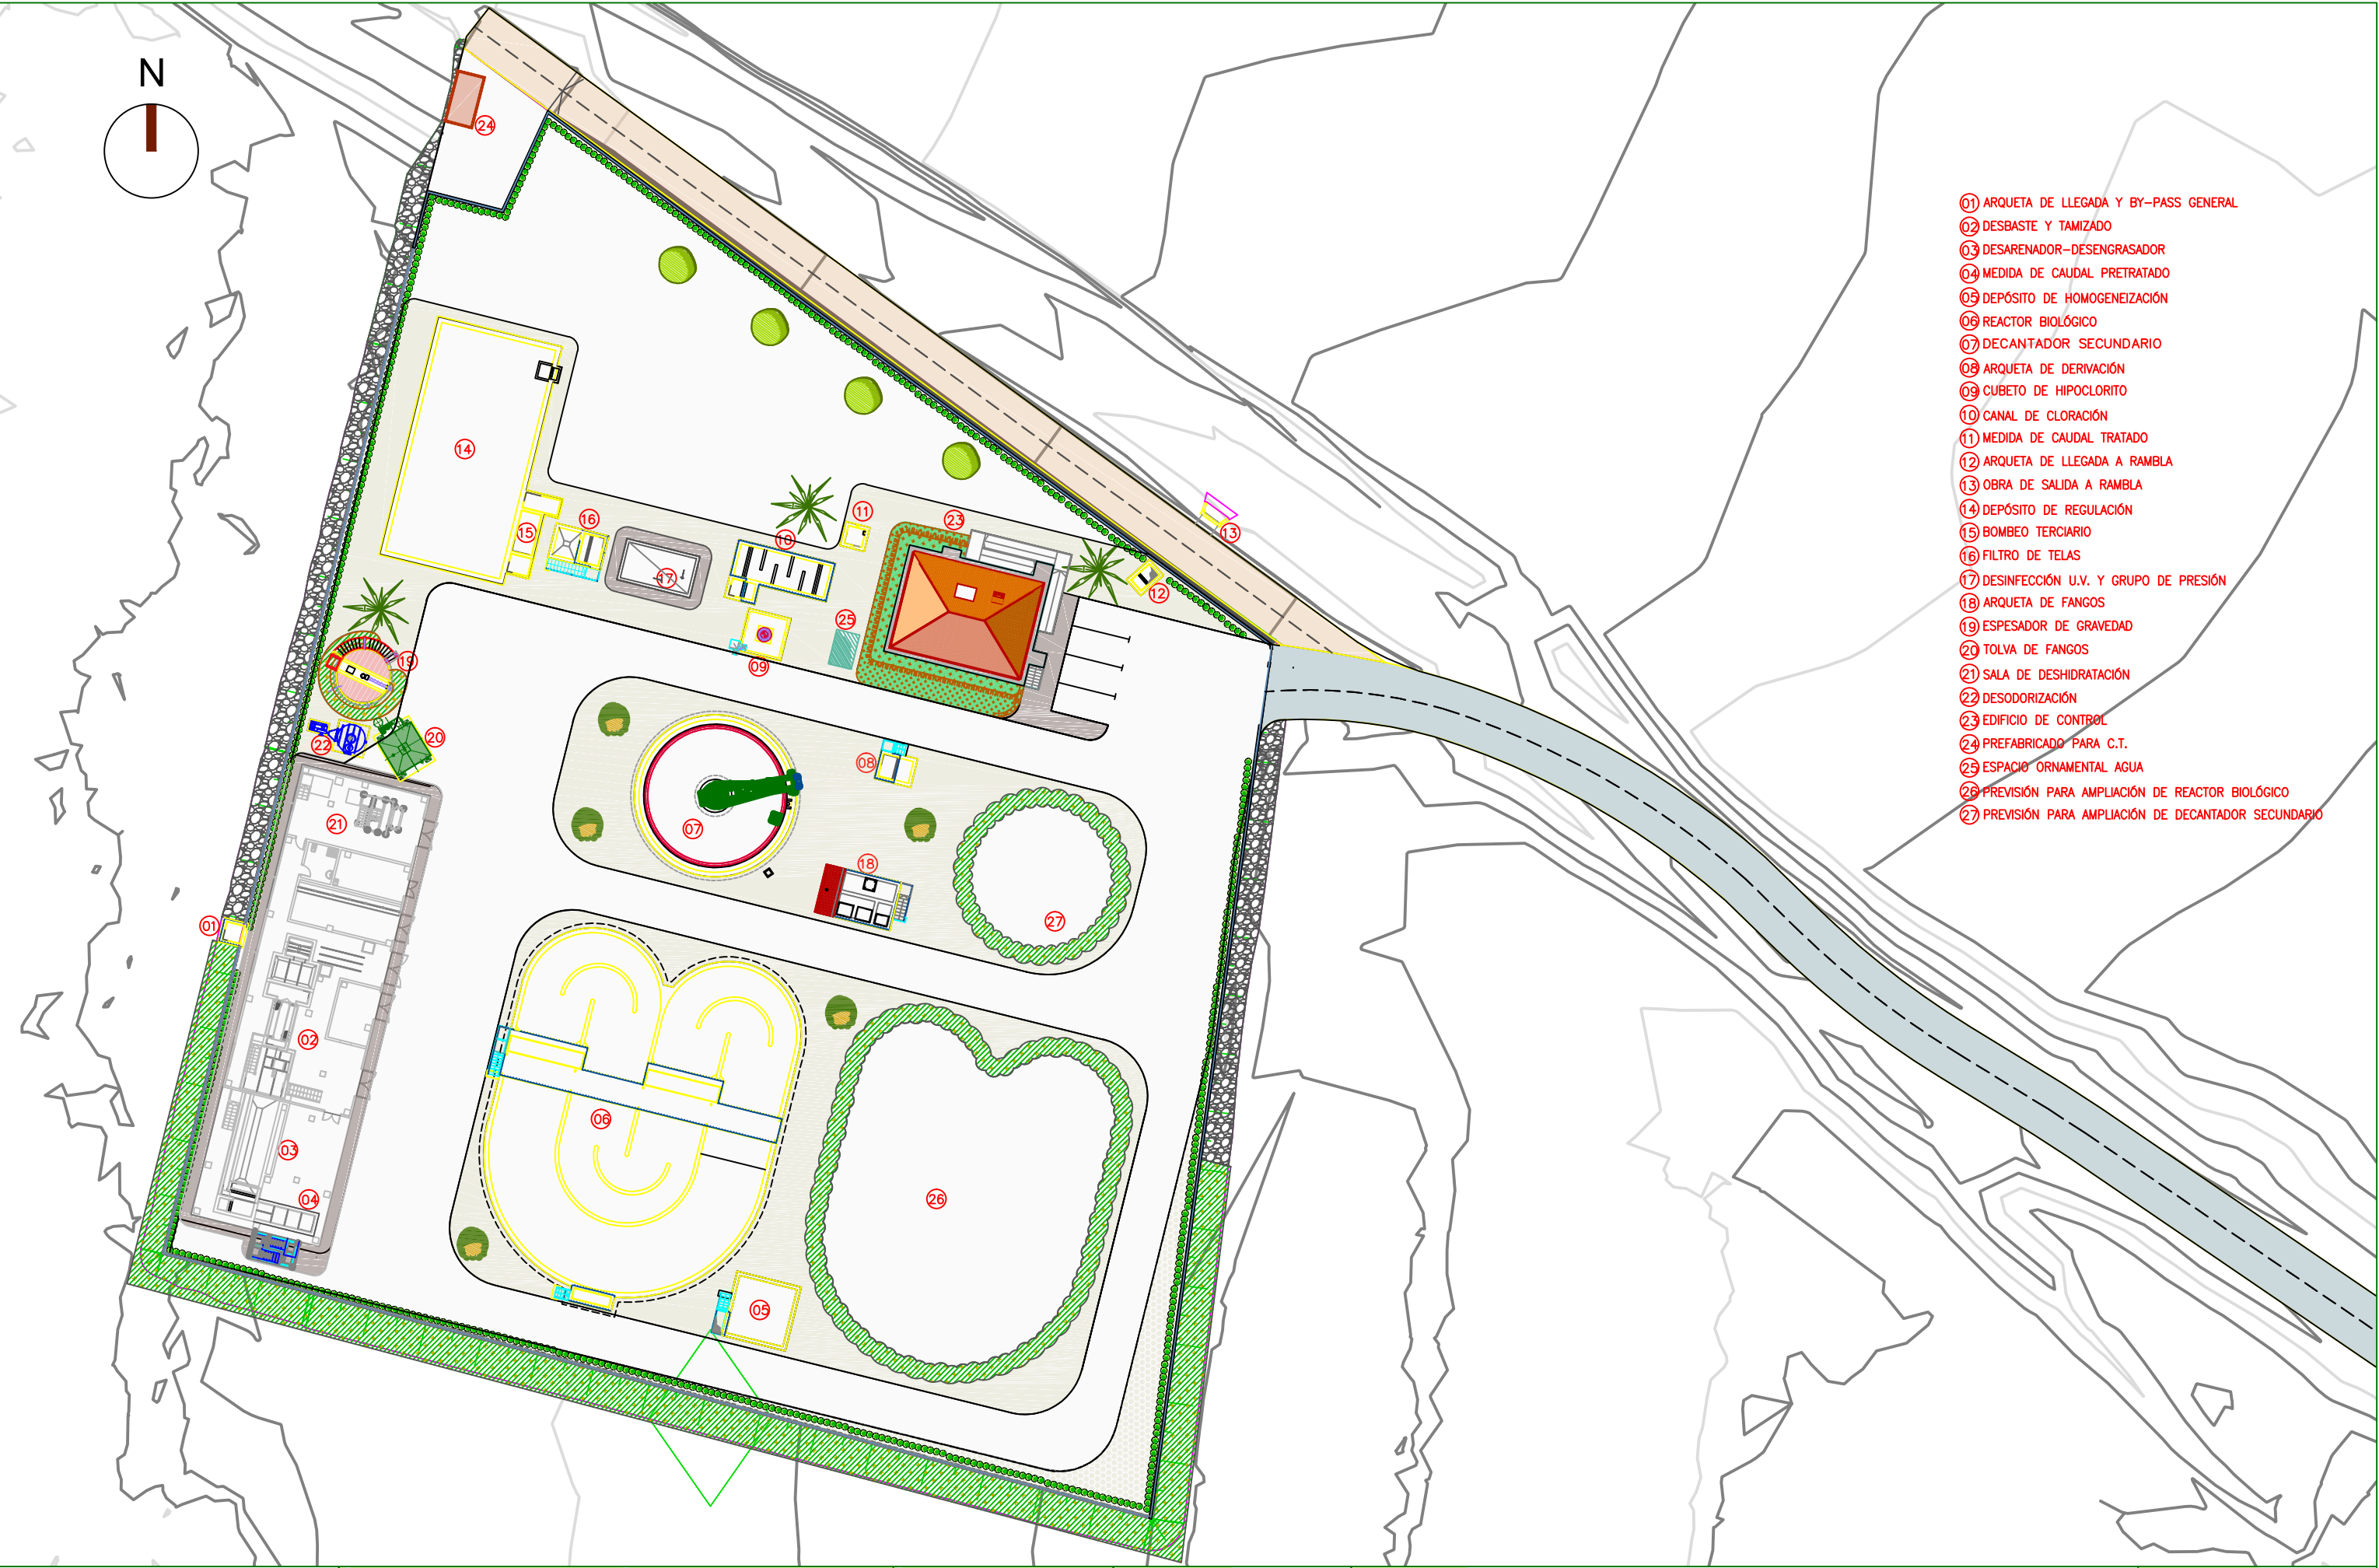 N
24
14
15
16
17
10
11
23
12
13
25
09
19
22
20
21
07
08
18
27
01
02
06
03
04
05
26
01 ARQUETA DE LLEGADA Y BY-PASS GENERAL
02 DESBASTE Y TAMIZADO
03 DESARENADOR-DESENGRASADOR
04 MEDIDA DE CAUDAL PRETRATADO
05 DEPÓSITO DE HOMOGENEIZACIÓN
06 REACTOR BIOLÓGICO
07 DECANTADOR SECUNDARIO
08 ARQUETA DE DERIVACIÓN
09 CUBETO DE HIPOCLORITO
10 CANAL DE CLORACIÓN
11 MEDIDA DE CAUDAL TRATADO
12 ARQUETA DE LLEGADA A RAMBLA
13 OBRA DE SALIDA A RAMBLA
14 DEPÓSITO DE REGULACIÓN
15 BOMBEO TERCIARIO
16 FILTRO DE TELAS
17 DESINFECCIÓN U.V. Y GRUPO DE PRESIÓN
18 ARQUETA DE FANGOS
19 ESPESADOR DE GRAVEDAD
20 TOLVA DE FANGOS
21 SALA DE DESHIDRATACIÓN
22 DESODORIZACIÓN
23 EDIFICIO DE CONTROL
24 PREFABRICADO PARA C.T.
25 ESPACIO ORNAMENTAL AGUA
26 PREVISIÓN PARA AMPLIACIÓN DE REACTOR BIOLÓGICO
27 PREVISIÓN PARA AMPLIACIÓN DE DECANTADOR SECUNDARIO